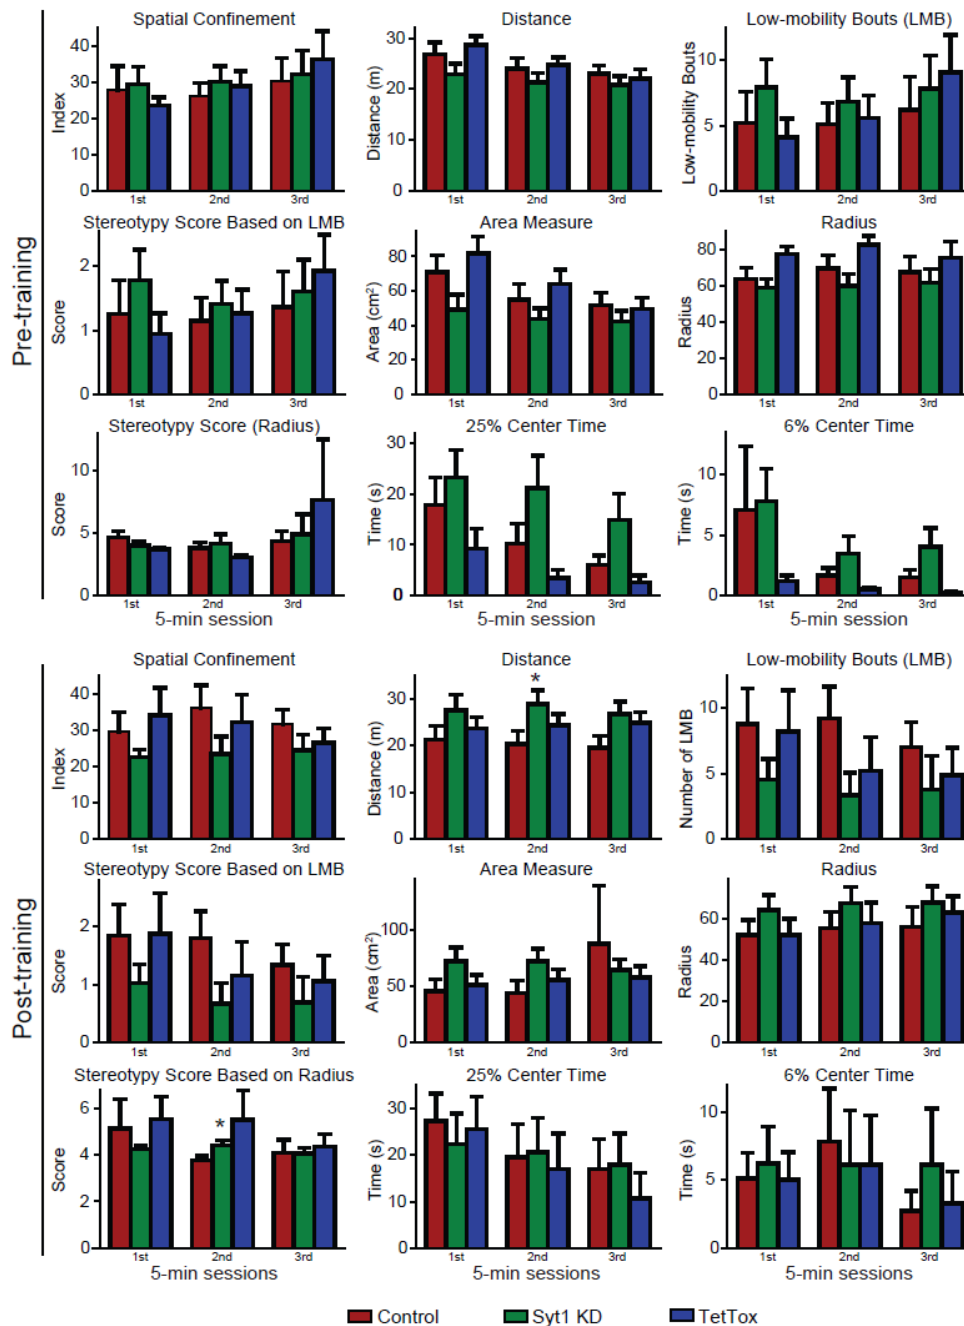 Pre-training
Spatial Confinement
Index
40
30
20
10
0
1st
2nd
3rd
Distance
Distance (m)
30
20
10
0
1st
2nd
3rd
Low-mobility Bouts (LMB)
Low-mobility Bouts
10
5
0
1st
2nd
3rd
Stereotypy Score Based on LMB
Score
2
1
0
1st
2nd
3rd
Area Measure
Area (cm²)
80
60
40
20
0
1st
2nd
3rd
Radius
Radius
80
60
40
20
0
1st
2nd
3rd
Stereotypy Score (Radius)
Score
10
5
0
1st
2nd
3rd
5-min session
25% Center Time
Time (s)
30
20
10
0
1st
2nd
3rd
5-min session
6% Center Time
Time (s)
10
5
0
1st
2nd
3rd
5-min session
Post-training
Spatial Confinement
Index
40
30
20
10
0
1st
2nd
3rd
Distance
Distance (m)
30
20
10
0
*
1st
2nd
3rd
Low-mobility Bouts (LMB)
Number of LMB
10
5
0
1st
2nd
3rd
Stereotypy Score Based on LMB
Score
2
1
0
1st
2nd
3rd
Area Measure
Area (cm²)
100
50
0
1st
2nd
3rd
Radius
Radius
60
40
20
0
1st
2nd
3rd
Stereotypy Score Based on Radius
Score
6
4
2
0
*
1st
2nd
3rd
5-min sessions
25% Center Time
Time (s)
30
20
10
0
1st
2nd
3rd
5-min sessions
6% Center Time
Time (s)
10
5
0
1st
2nd
3rd
5-min sessions
Control
Syt1 KD
TetTox